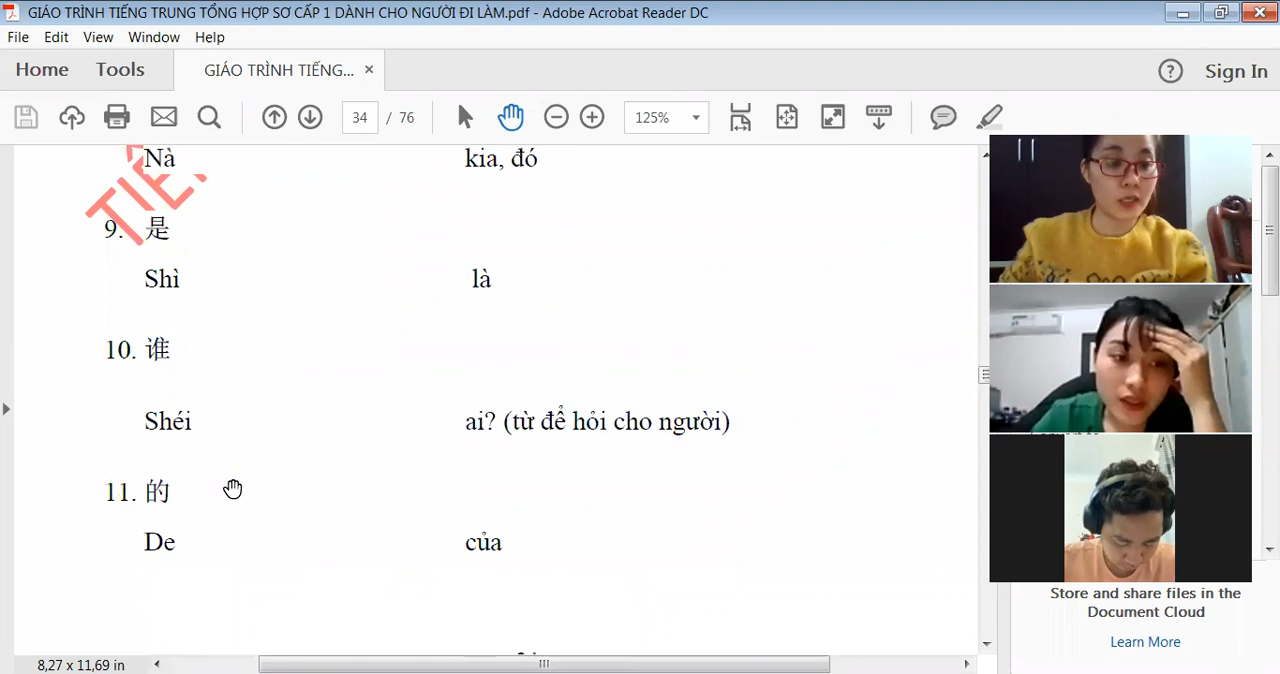 GIÁO TRÌNH TIẾNG TRUNG TỔNG HỢP SƠ CẤP 1 DÀNH CHO NGƯỜI ĐI LÀM.pdf - Adobe Acrobat Reader DC
File Edit View Window Help
Home Tools GIÁO TRÌNH TIẾNG... × ? Sign In
34 / 76 125%
Nà kia, đó
TIẾ
9. 是
Shì là
10. 谁
Shéi ai? (từ để hỏi cho người)
11. 的
De của
Store and share files in the
Document Cloud
Learn More
8,27 x 11,69 in